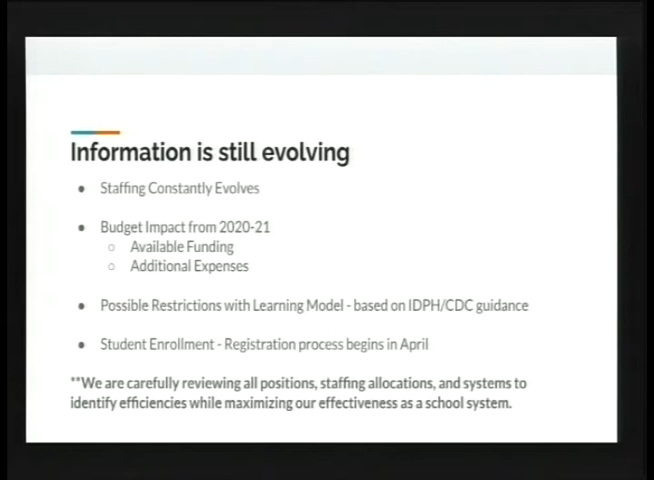 Information is still evolving
● Staffing Constantly Evolves
● Budget Impact from 2020-21
○ Available Funding
○ Additional Expenses
● Possible Restrictions with Learning Model - based on IDPH/CDC guidance
● Student Enrollment - Registration process begins in April
**We are carefully reviewing all positions, staffing allocations, and systems to
identify efficiencies while maximizing our effectiveness as a school system.